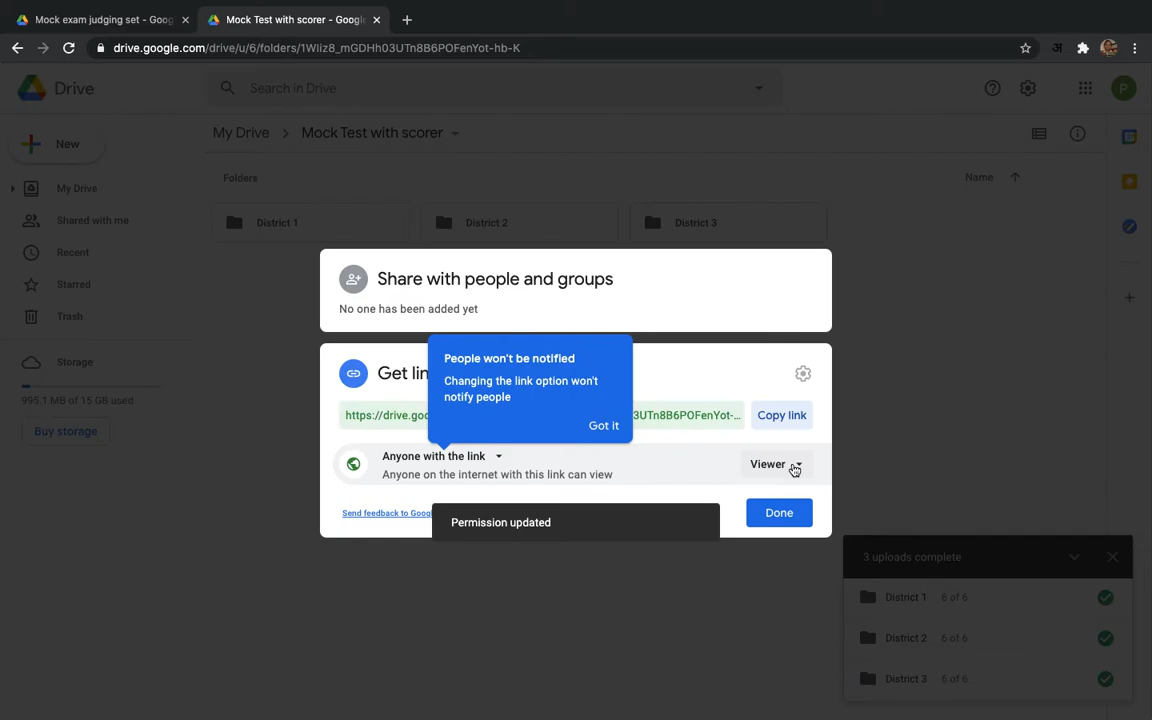 Mock exam judging set - Goog
Mock Test with scorer - Google
drive.google.com/drive/u/6/folders/1WIiz8_mGDHh03UTn8B6POFenYot-hb-K
अ
Drive
Search in Drive
P
New
My Drive
Mock Test with scorer
My Drive
Shared with me
Recent
Starred
Trash
Storage
995.1 MB of 15 GB used
Buy storage
Folders
Name
District 1
District 2
District 3
Share with people and groups
No one has been added yet
Get lin
People won't be notified
Changing the link option won't
notify people
Got it
https://drive.goo
3UTn8B6POFenYot-...
Copy link
Anyone with the link
Anyone on the internet with this link can view
Viewer
Send feedback to Googl
Permission updated
Done
3 uploads complete
District 1 6 of 6
District 2 6 of 6
District 3 6 of 6